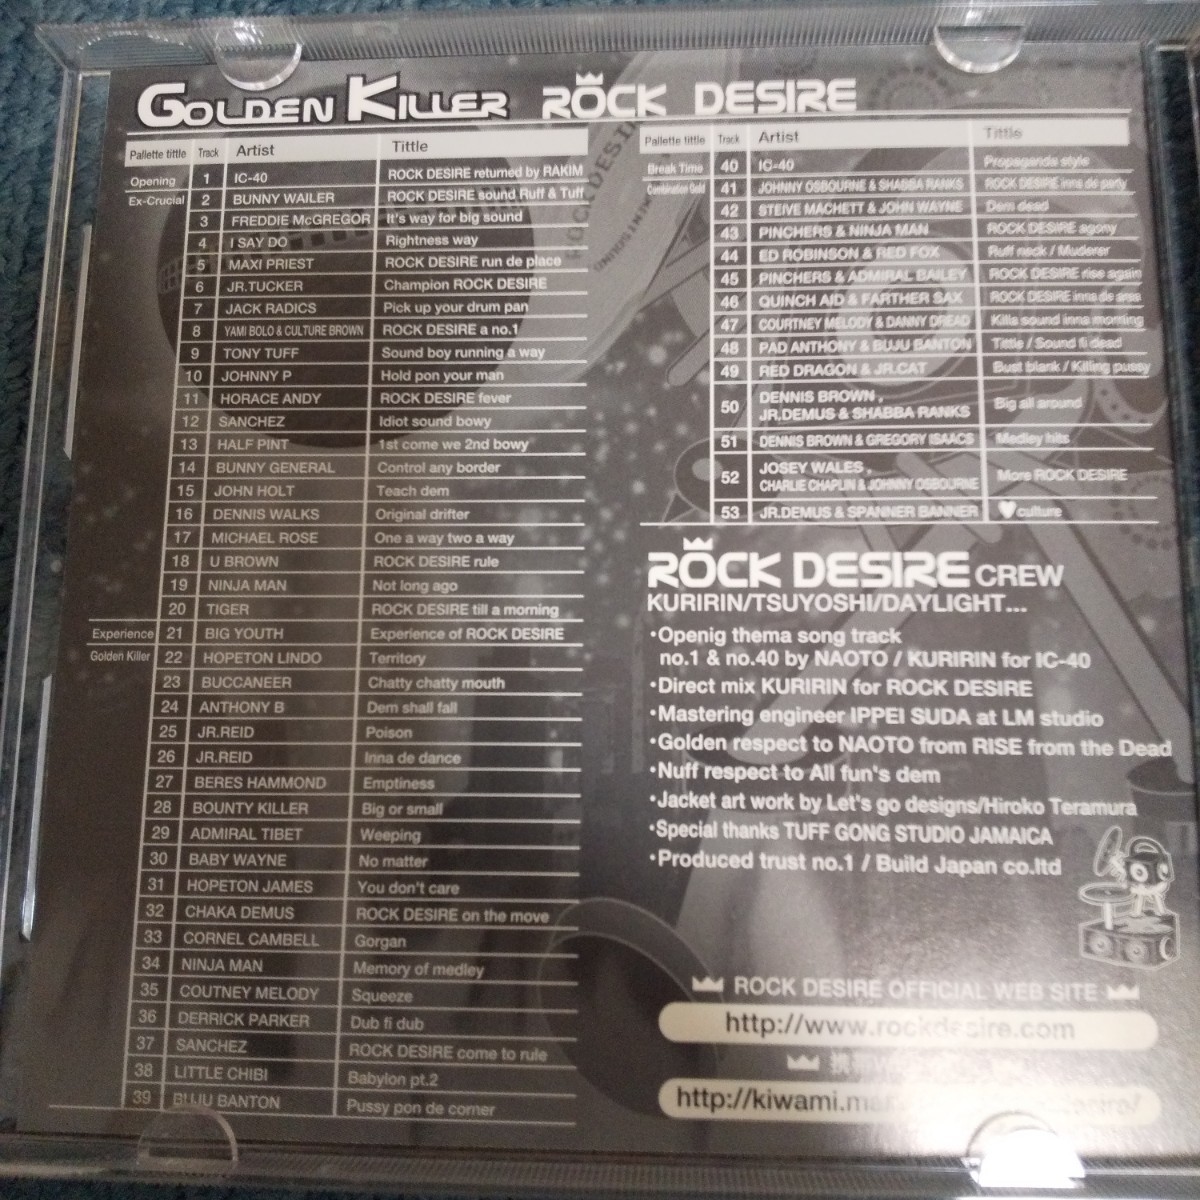 GOLDEN KILLER ROCK DESIRE
Pallette tittle Track Artist Tittle
Opening 1 IC-40 ROCK DESIRE returned by RAKIM
Ex-Crucial 2 BUNNY WAILER ROCK DESIRE sound Ruff & Tuff
3 FREDDIE McGREGOR It's way for big sound
4 I SAY DO Rightness way
5 MAXI PRIEST ROCK DESIRE run de place
6 JR.TUCKER Champion ROCK DESIRE
7 JACK RADICS Pick up your drum pan
8 YAMI BOLO & CULTURE BROWN ROCK DESIRE a no.1
9 TONY TUFF Sound boy running a way
10 JOHNNY P Hold pon your man
11 HORACE ANDY ROCK DESIRE fever
12 SANCHEZ Idiot sound bowy
13 HALF PINT 1st come we 2nd bowy
14 BUNNY GENERAL Control any border
15 JOHN HOLT Teach dem
16 DENNIS WALKS Original drifter
17 MICHAEL ROSE One a way two a way
18 U BROWN ROCK DESIRE rule
19 NINJA MAN Not long ago
20 TIGER ROCK DESIRE till a morning
Experience 21 BIG YOUTH Experience of ROCK DESIRE
Golden Killer 22 HOPETON LINDO Territory
23 BUCCANEER Chatty chatty mouth
24 ANTHONY B Dem shall fall
25 JR.REID Poison
26 JR.REID Inna de dance
27 BERES HAMMOND Emptiness
28 BOUNTY KILLER Big or small
29 ADMIRAL TIBET Weeping
30 BABY WAYNE No matter
31 HOPETON JAMES You don't care
32 CHAKA DEMUS ROCK DESIRE on the move
33 CORNEL CAMBELL Gorgan
34 NINJA MAN Memory of medley
35 COUTNEY MELODY Squeeze
36 DERRICK PARKER Dub fi dub
37 SANCHEZ ROCK DESIRE come to rule
38 LITTLE CHIBI Babylon pt.2
39 BUJU BANTON Pussy pon de corner
Pallette tittle Track Artist Tittle
Break Time 40 IC-40 Propaganda style
Combination Gold 41 JOHNNY OSBOURNE & SHABBA RANKS ROCK DESIRE inna de party
42 STEIVE MACHETT & JOHN WAYNE Dem dead
43 PINCHERS & NINJA MAN ROCK DESIRE agony
44 ED ROBINSON & RED FOX Ruff neck / Muderer
45 PINCHERS & ADMIRAL BAILEY ROCK DESIRE rise again
46 QUINCH AID & FARTHER SAX ROCK DESIRE inna de area
47 COURTNEY MELODY & DANNY DREAD Killa sound inna morning
48 PAD ANTHONY & BUJU BANTON Tittle / Sound fi dead
49 RED DRAGON & JR.CAT Bust blank / Killing pussy
50 DENNIS BROWN , JR.DEMUS & SHABBA RANKS Big all around
51 DENNIS BROWN & GREGORY ISAACS Medley hits
52 JOSEY WALES , CHARLIE CHAPLIN & JOHNNY OSBOURNE More ROCK DESIRE
53 JR.DEMUS & SPANNER BANNER ♥culture
ROCK DESIRE CREW
KURIRIN/TSUYOSHI/DAYLIGHT...
・Openig thema song track
no.1 & no.40 by NAOTO / KURIRIN for IC-40
・Direct mix KURIRIN for ROCK DESIRE
・Mastering engineer IPPEI SUDA at LM studio
・Golden respect to NAOTO from RISE from the Dead
・Nuff respect to All fun's dem
・Jacket art work by Let's go designs/Hiroko Teramura
・Special thanks TUFF GONG STUDIO JAMAICA
・Produced trust no.1 / Build Japan co.ltd
ROCK DESIRE OFFICIAL WEB SITE
http://www.rockdesire.com
携
http://kiwami.m